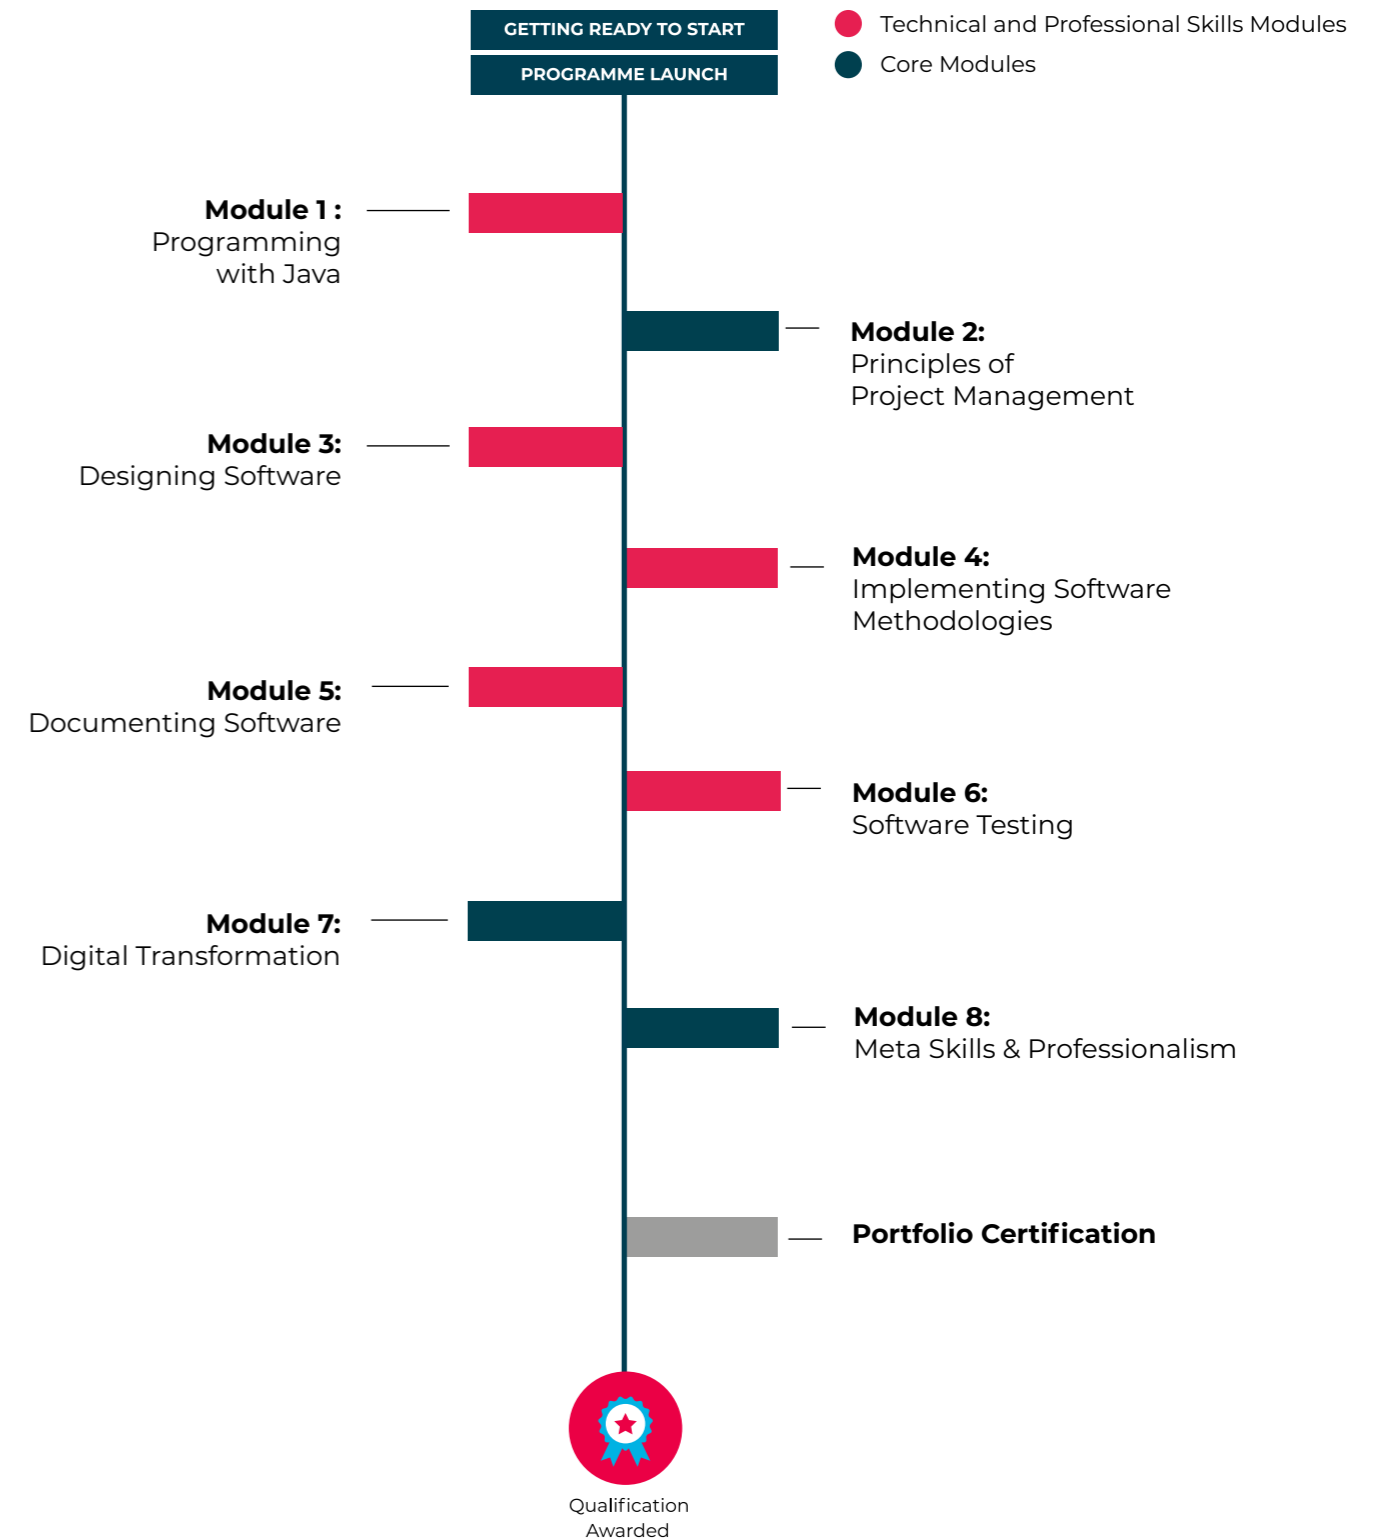 GETTING READY TO START
PROGRAMME LAUNCH
Technical and Professional Skills Modules
Core Modules
Module 1 :
Programming
with Java
Module 2:
Principles of
Project Management
Module 3:
Designing Software
Module 4:
Implementing Software
Methodologies
Module 5:
Documenting Software
Module 6:
Software Testing
Module 7:
Digital Transformation
Module 8:
Meta Skills & Professionalism
Portfolio Certification
Qualification
Awarded